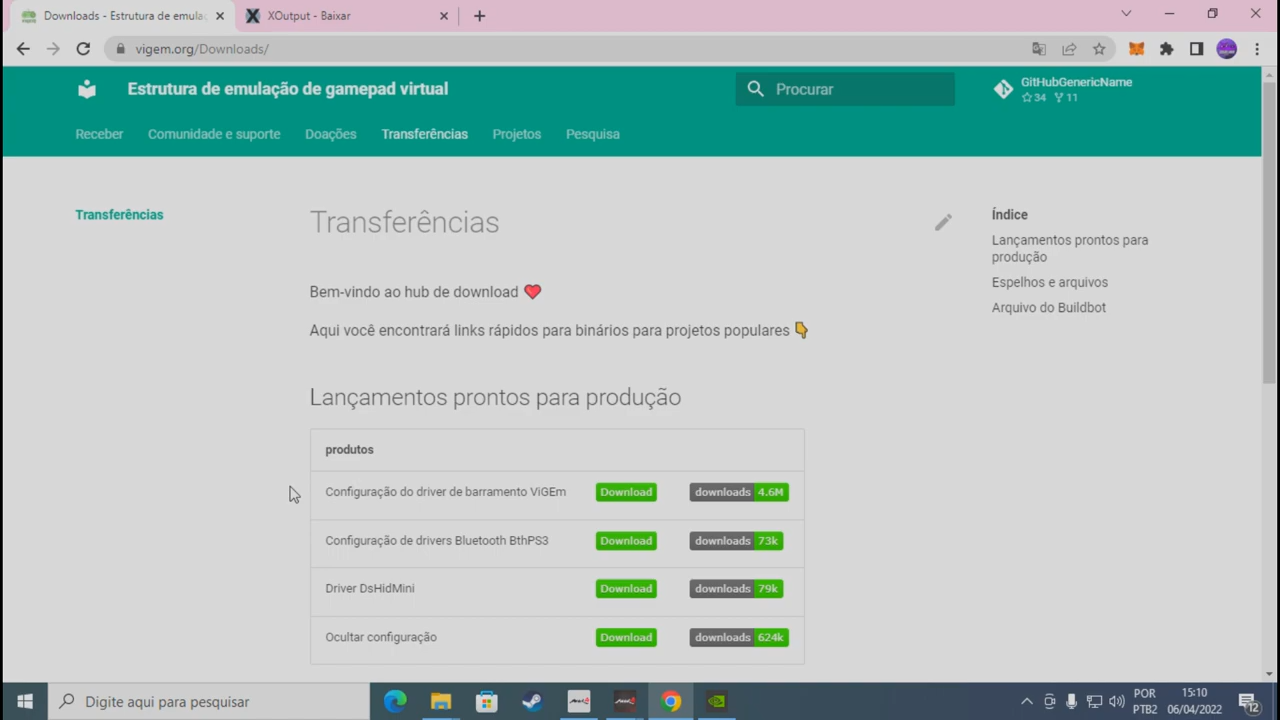 Downloads - Estrutura de emulaç
XOutput - Baixar
vigem.org/Downloads/
Estrutura de emulação de gamepad virtual
Procurar
GitHubGenericName
34 11
Receber
Comunidade e suporte
Doações
Transferências
Projetos
Pesquisa
Transferências
Transferências
Índice
Lançamentos prontos para
produção
Espelhos e arquivos
Arquivo do Buildbot
Bem-vindo ao hub de download
Aqui você encontrará links rápidos para binários para projetos populares
Lançamentos prontos para produção
produtos
Configuração do driver de barramento ViGEm Download downloads 4.6M
Configuração de drivers Bluetooth BthPS3 Download downloads 73k
Driver DsHidMini Download downloads 79k
Ocultar configuração Download downloads 624k
Digite aqui para pesquisar
POR
PTB2
15:10
06/04/2022
12